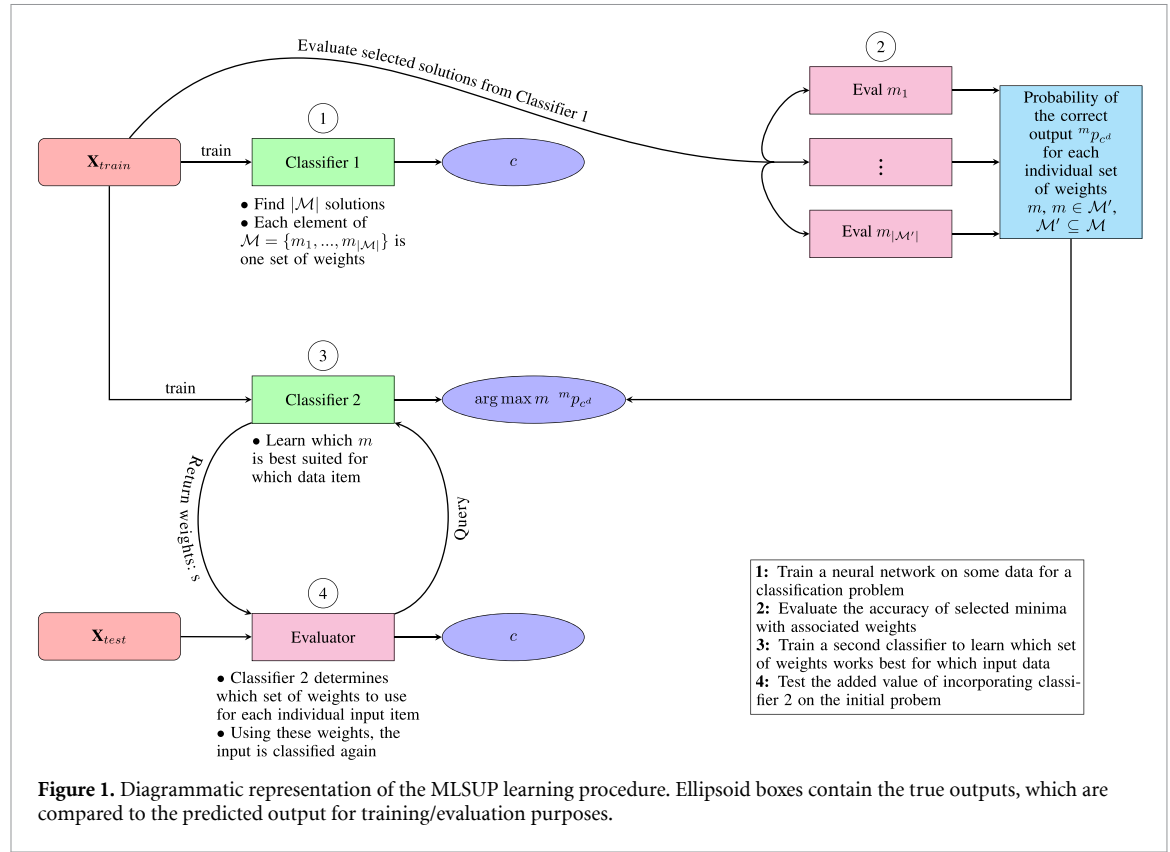 Evaluate selected solutions from Classifier 1
2
Eval m₁
1
Probability of
the correct
output ᵐp_{c^d}
for each
individual set
of weights
m, m ∈ M′,
M′ ⊆ M
X_{train}
train
Classifier 1
c
⋮
• Find |M| solutions
• Each element of
M = {m₁, ..., m_{|M|}} is
one set of weights
Eval m_{|M′|}
3
train
Classifier 2
arg max m ᵐp_{c^d}
• Learn which m
is best suited for
which data item
Return weights: s
Query
4
X_{test}
Evaluator
c
• Classifier 2 determines
which set of weights to use
for each individual input item
• Using these weights, the
input is classified again
1: Train a neural network on some data for a
classification problem
2: Evaluate the accuracy of selected minima
with associated weights
3: Train a second classifier to learn which set
of weights works best for which input data
4: Test the added value of incorporating classi-
fier 2 on the initial probem
Figure 1. Diagrammatic representation of the MLSUP learning procedure. Ellipsoid boxes contain the true outputs, which are
compared to the predicted output for training/evaluation purposes.